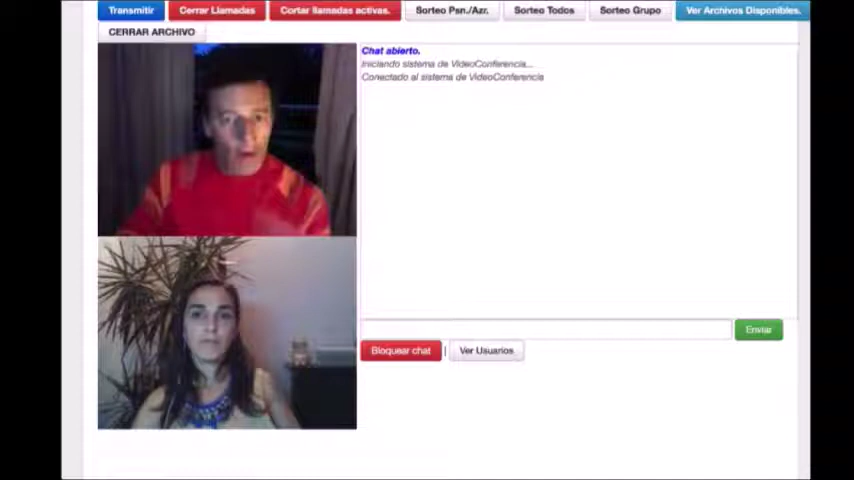 Transmitir Cerrar Llamadas Cortar llamadas activas. Sorteo Psn./Azr. Sorteo Todos Sorteo Grupo Ver Archivos Disponibles.
CERRAR ARCHIVO
Chat abierto.
Iniciando sistema de VideoConferencia...
Conectado al sistema de VideoConferencia
Enviar
Bloquear chat | Ver Usuarios